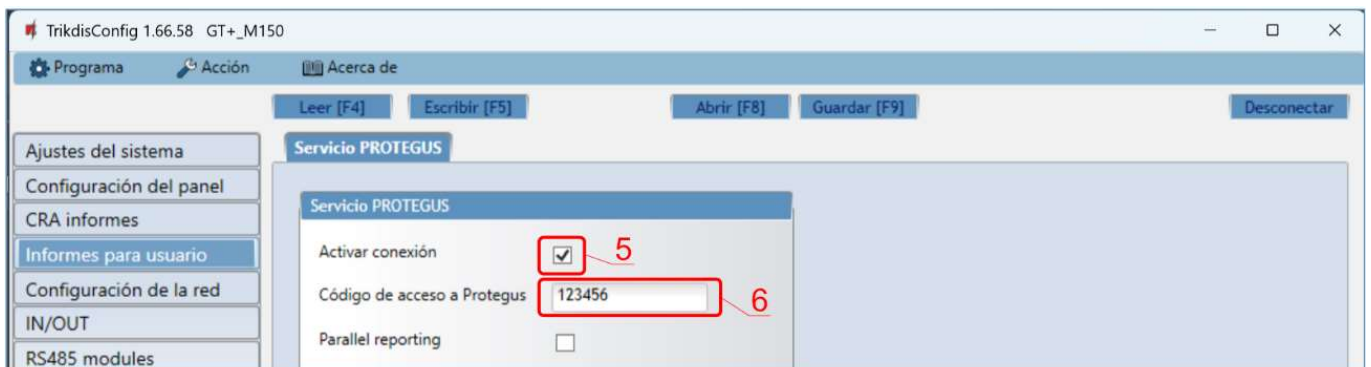 TrikdisConfig 1.66.58 GT+_M150
Programa Acción Acerca de
Leer [F4] Escribir [F5] Abrir [F8] Guardar [F9] Desconectar
Ajustes del sistema
Configuración del panel
CRA informes
Informes para usuario
Configuración de la red
IN/OUT
RS485 modules
Servicio PROTEGUS
Servicio PROTEGUS
Activar conexión 5
Código de acceso a Protegus 123456 6
Parallel reporting